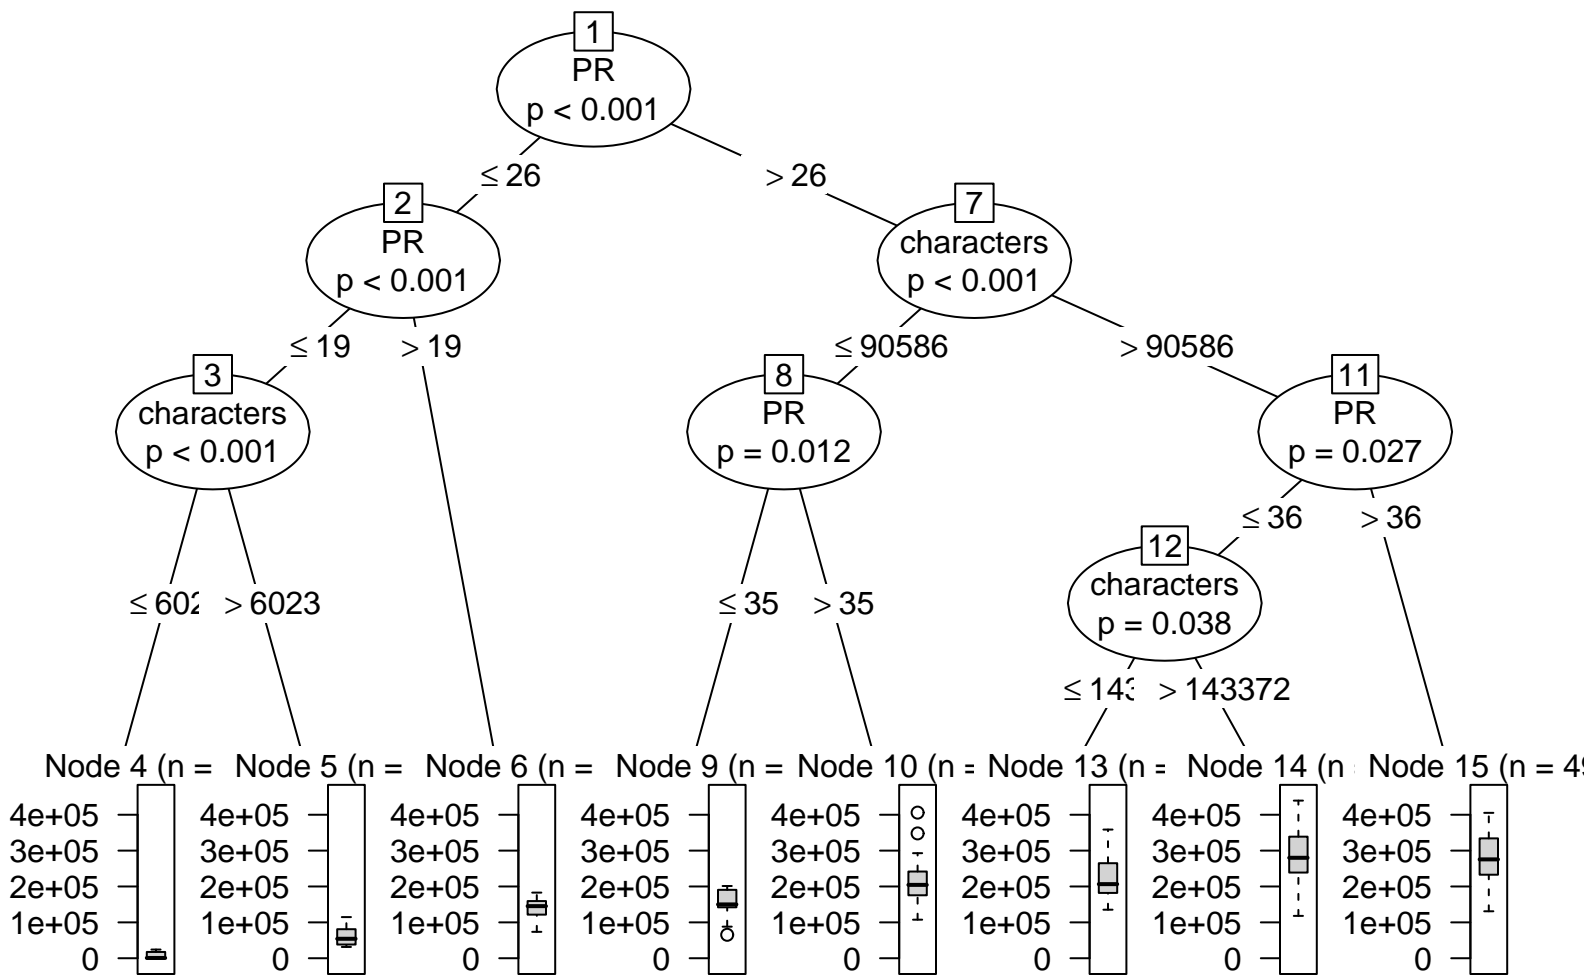 1
PR
p < 0.001
≤ 26
> 26
2
PR
p < 0.001
7
characters
p < 0.001
≤ 19
> 19
≤ 90586
> 90586
3
characters
p < 0.001
8
PR
p = 0.012
11
PR
p = 0.027
≤ 36
> 36
12
characters
p = 0.038
≤ 602
> 6023
≤ 35
> 35
≤ 143
> 143372
Node 4 (n =
Node 5 (n =
Node 6 (n =
Node 9 (n =
Node 10 (n =
Node 13 (n =
Node 14 (n
Node 15 (n = 49
4e+05
3e+05
2e+05
1e+05
0
4e+05
3e+05
2e+05
1e+05
0
4e+05
3e+05
2e+05
1e+05
0
4e+05
3e+05
2e+05
1e+05
0
4e+05
3e+05
2e+05
1e+05
0
4e+05
3e+05
2e+05
1e+05
0
4e+05
3e+05
2e+05
1e+05
0
4e+05
3e+05
2e+05
1e+05
0